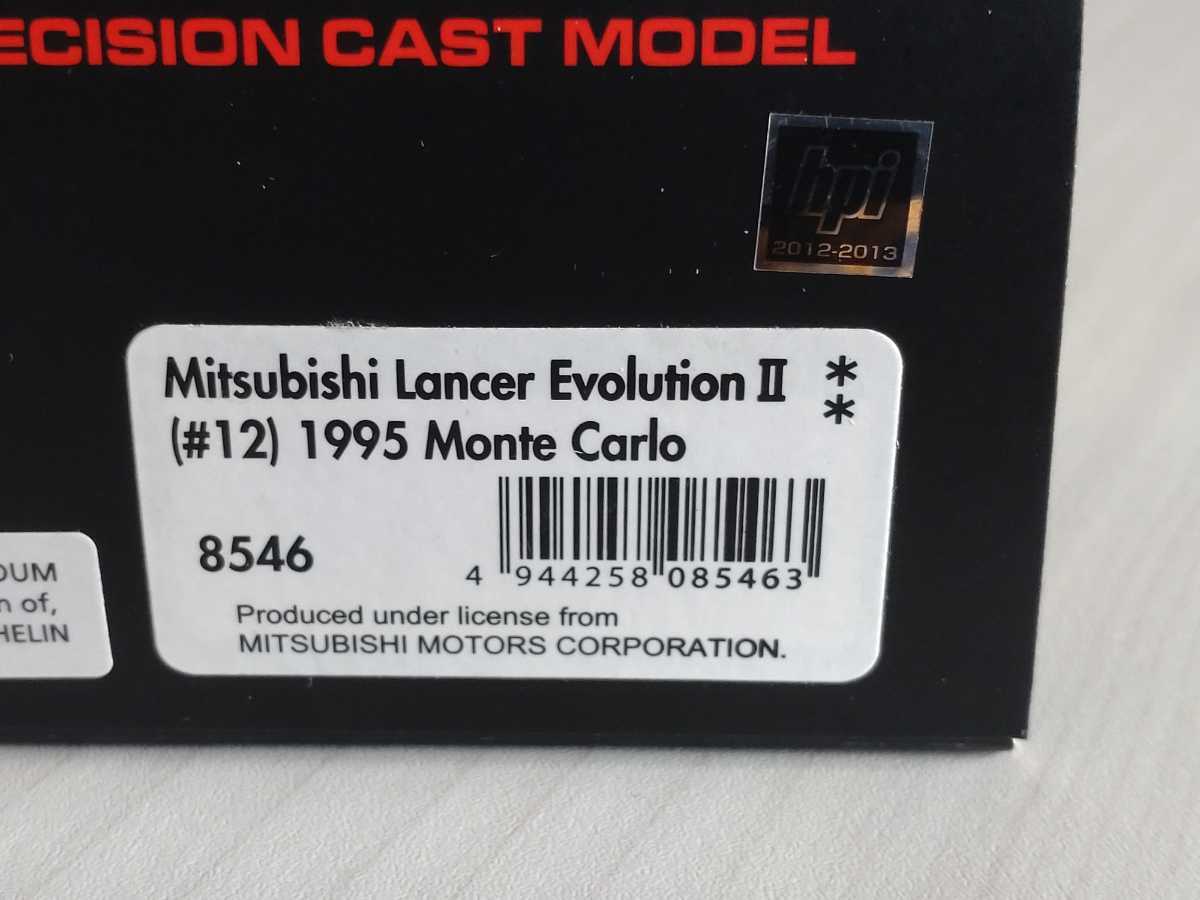 ECISION CAST MODEL
hpi
2012-2013
Mitsubishi Lancer Evolution II **
(#12) 1995 Monte Carlo
8546
4 944258 085463
Produced under license from
MITSUBISHI MOTORS CORPORATION.
DUM
n of,
HELIN